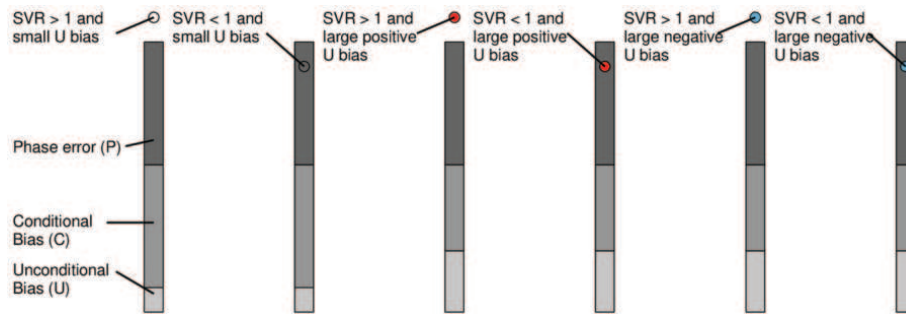 SVR > 1 and
small U bias
SVR < 1 and
small U bias
SVR > 1 and
large positive
U bias
SVR < 1 and
large positive
U bias
SVR > 1 and
large negative
U bias
SVR < 1 and
large negative
U bias
Phase error (P)
Conditional
Bias (C)
Unconditional
Bias (U)